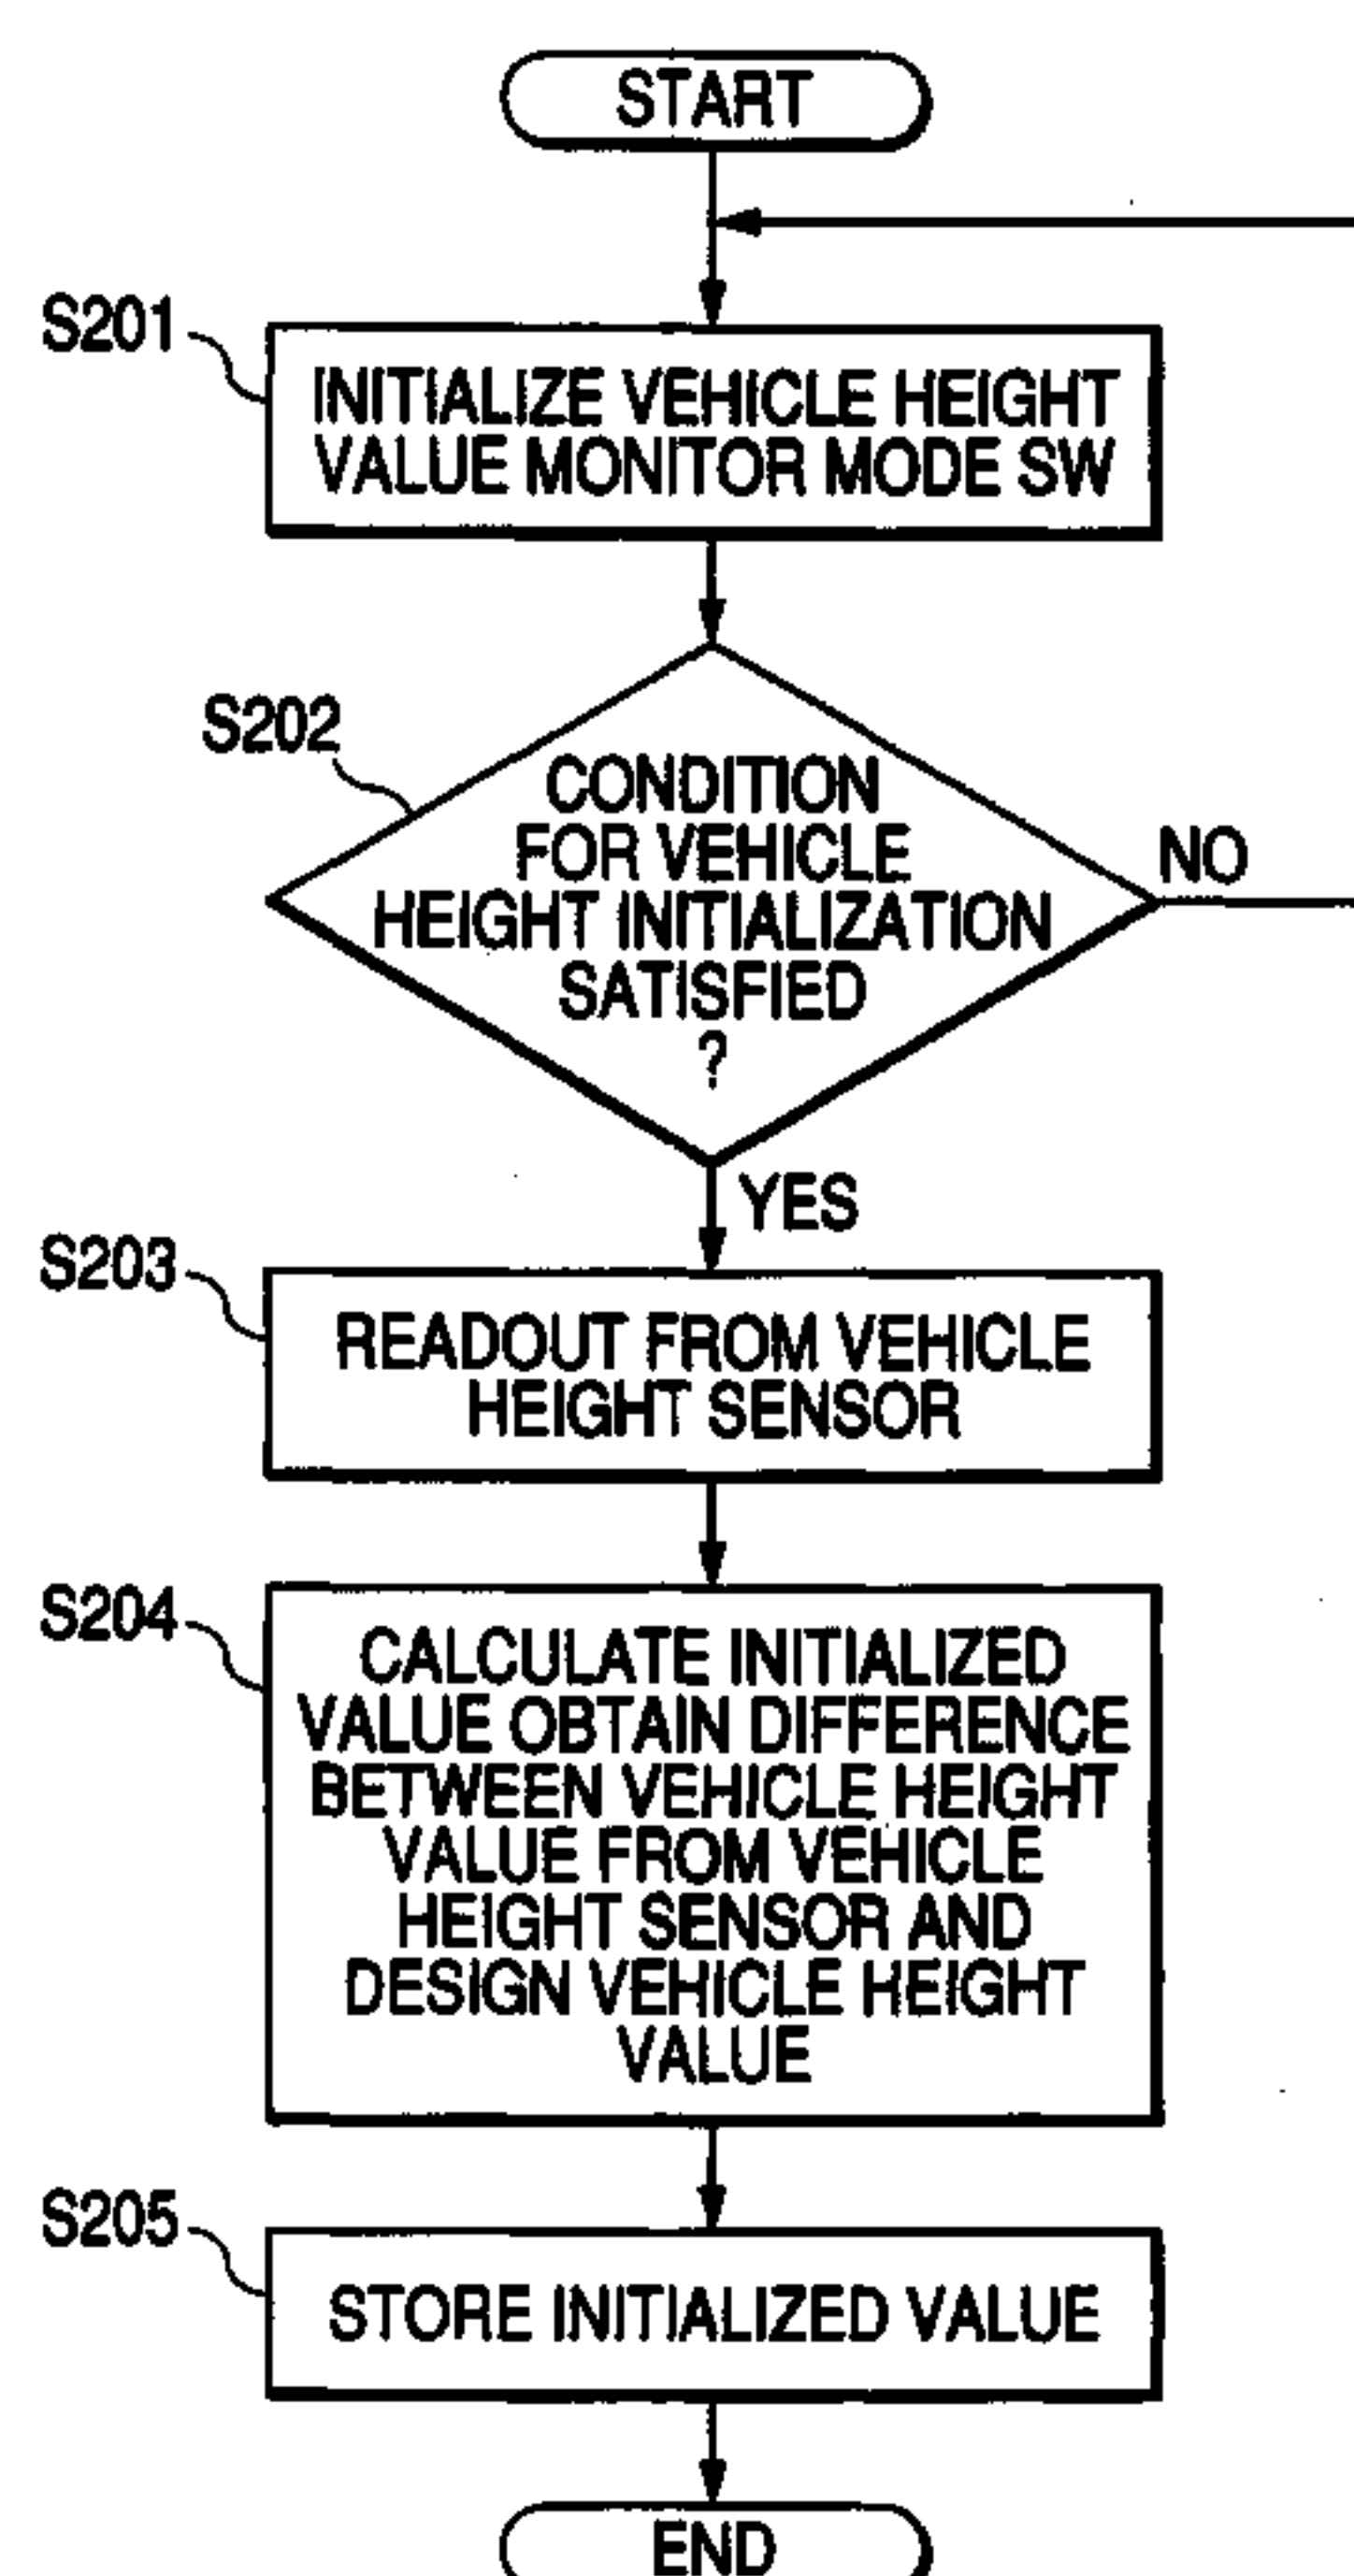 START
S201
INITIALIZE VEHICLE HEIGHT
VALUE MONITOR MODE SW
S202
CONDITION
FOR VEHICLE
HEIGHT INITIALIZATION
SATISFIED
?
NO
YES
S203
READOUT FROM VEHICLE
HEIGHT SENSOR
S204
CALCULATE INITIALIZED
VALUE OBTAIN DIFFERENCE
BETWEEN VEHICLE HEIGHT
VALUE FROM VEHICLE
HEIGHT SENSOR AND
DESIGN VEHICLE HEIGHT
VALUE
S205
STORE INITIALIZED VALUE
END